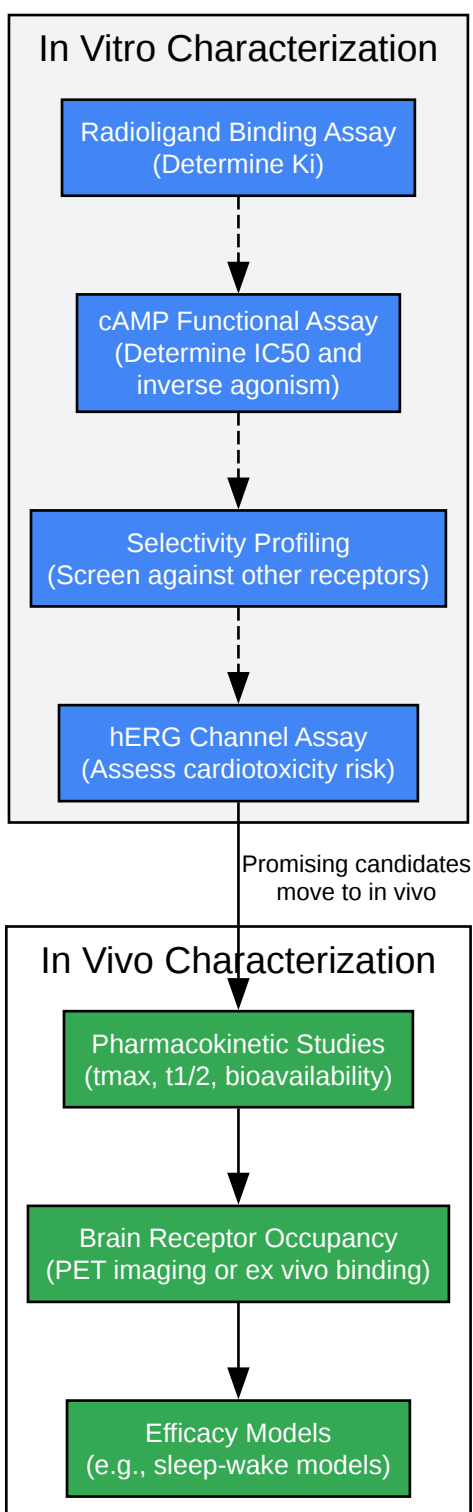 In Vitro Characterization
Radioligand Binding Assay
(Determine Ki)
cAMP Functional Assay
(Determine IC50 and
inverse agonism)
Selectivity Profiling
(Screen against other receptors)
hERG Channel Assay
(Assess cardiotoxicity risk)
Promising candidates
move to in vivo
In Vivo Characterization
Pharmacokinetic Studies
(tmax, t1/2, bioavailability)
Brain Receptor Occupancy
(PET imaging or ex vivo binding)
Efficacy Models
(e.g., sleep-wake models)